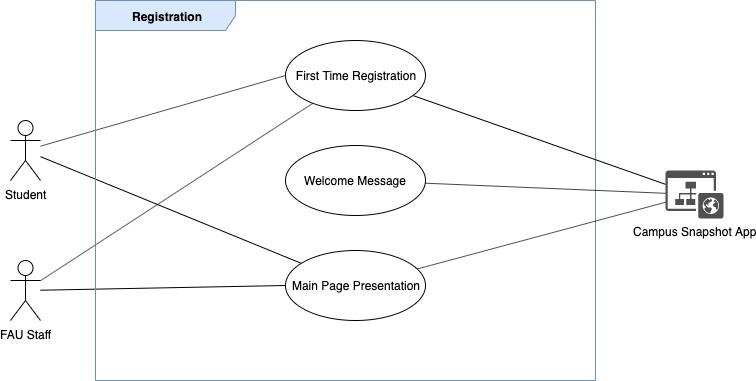 Registration
First Time Registration
Student
Welcome Message
Campus Snapshot App
Main Page Presentation
FAU Staff